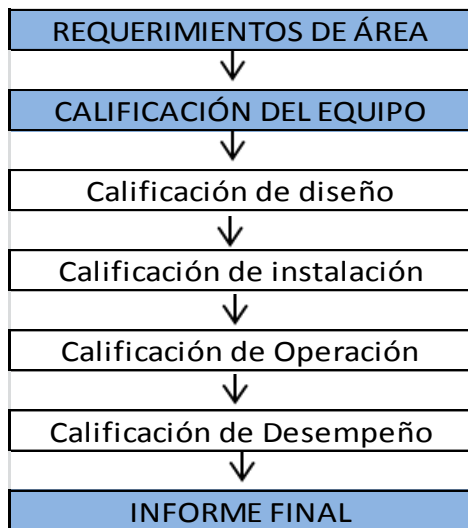 REQUERIMIENTOS DE ÁREA
CALIFICACIÓN DEL EQUIPO
Calificación de diseño
Calificación de instalación
Calificación de Operación
Calificación de Desempeño
INFORME FINAL